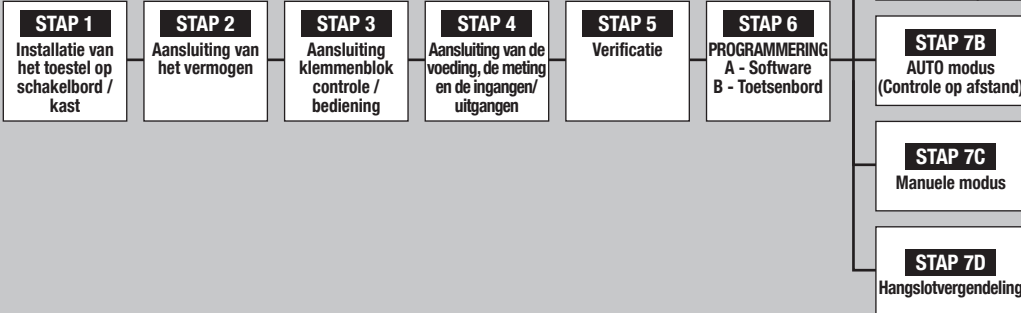 STAP 1
Installatie van
het toestel op
schakelbord /
kast
STAP 2
Aansluiting van
het vermogen
STAP 3
Aansluiting
klemmenblok
controle /
bediening
STAP 4
Aansluiting van de
voeding, de meting
en de ingangen/
uitgangen
STAP 5
Verificatie
STAP 6
PROGRAMMERING
A - Software
B - Toetsenbord
STAP 7B
AUTO modus
(Controle op afstand)
STAP 7C
Manuele modus
STAP 7D
Hangslotvergendeling